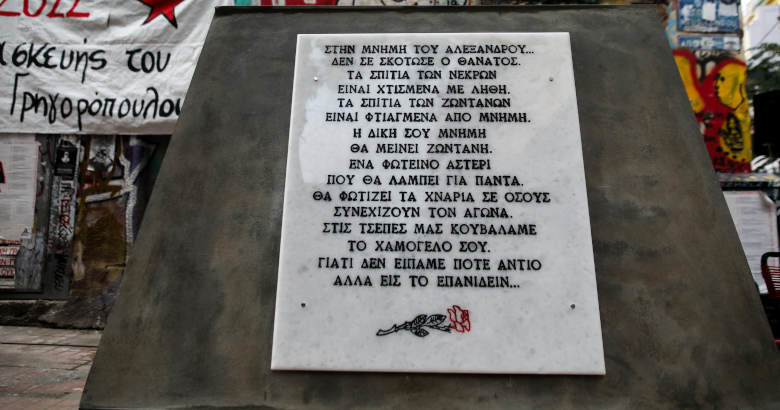 2022
ασκευής του
Γρηγορόπουλου
ΣΤΗΝ ΜΝΗΜΗ ΤΟΥ ΑΛΕΞΑΝΔΡΟΥ...
ΔΕΝ ΣΕ ΣΚΟΤΩΣΕ Ο ΘΑΝΑΤΟΣ.
ΤΑ ΣΠΙΤΙΑ ΤΩΝ ΝΕΚΡΩΝ
ΕΙΝΑΙ ΧΤΙΣΜΕΝΑ ΜΕ ΛΗΘΗ.
ΤΑ ΣΠΙΤΙΑ ΤΩΝ ΖΩΝΤΑΝΩΝ
ΕΙΝΑΙ ΦΤΙΑΓΜΕΝΑ ΑΠΟ ΜΝΗΜΗ.
Η ΔΙΚΗ ΣΟΥ ΜΝΗΜΗ
ΘΑ ΜΕΙΝΕΙ ΖΩΝΤΑΝΗ.
ΕΝΑ ΦΩΤΕΙΝΟ ΑΣΤΕΡΙ
ΠΟΥ ΘΑ ΛΑΜΠΕΙ ΓΙΑ ΠΑΝΤΑ.
ΘΑ ΦΩΤΙΖΕΙ ΤΑ ΧΝΑΡΙΑ ΣΕ ΟΣΟΥΣ
ΣΥΝΕΧΙΖΟΥΝ ΤΟΝ ΑΓΩΝΑ.
ΣΤΙΣ ΤΣΕΠΕΣ ΜΑΣ ΚΟΥΒΑΛΑΜΕ
ΤΟ ΧΑΜΟΓΕΛΟ ΣΟΥ.
ΓΙΑΤΙ ΔΕΝ ΕΙΠΑΜΕ ΠΟΤΕ ΑΝΤΙΟ
ΑΛΛΑ ΕΙΣ ΤΟ ΕΠΑΝΙΔΕΙΝ...